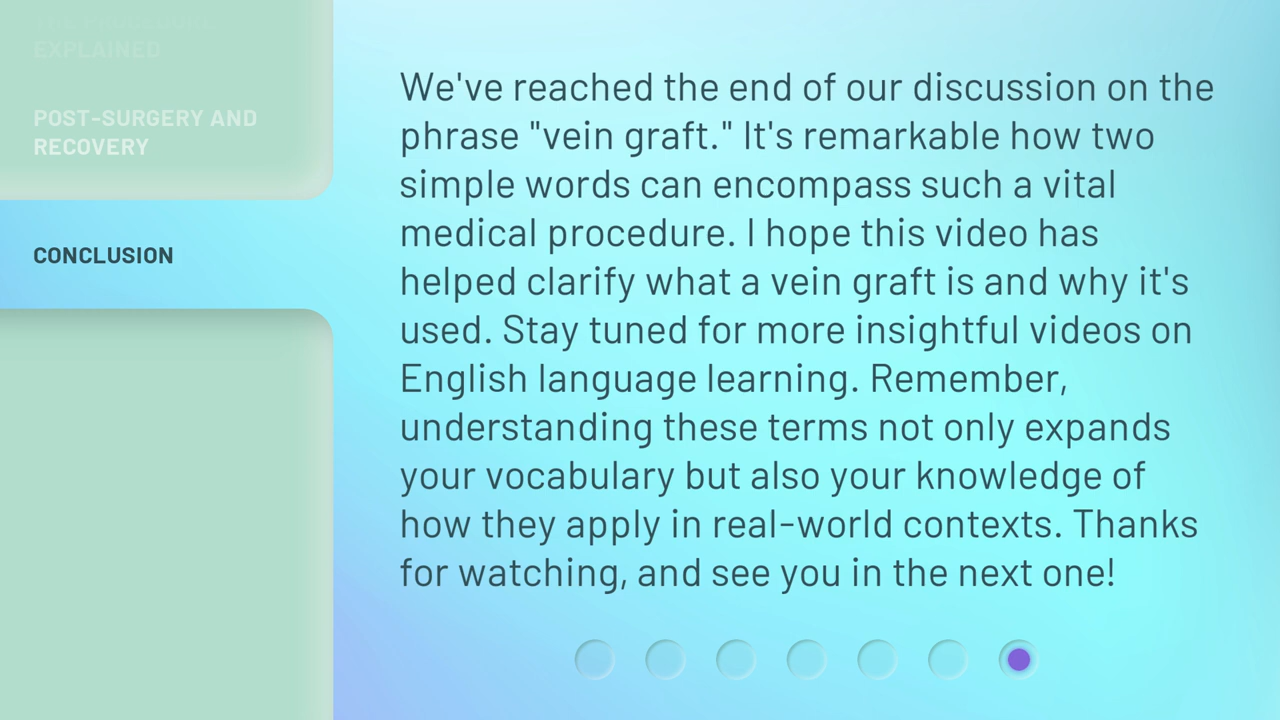 THE PROCEDURE
EXPLAINED
POST-SURGERY AND
RECOVERY
CONCLUSION
We've reached the end of our discussion on the
phrase "vein graft." It's remarkable how two
simple words can encompass such a vital
medical procedure. I hope this video has
helped clarify what a vein graft is and why it's
used. Stay tuned for more insightful videos on
English language learning. Remember,
understanding these terms not only expands
your vocabulary but also your knowledge of
how they apply in real-world contexts. Thanks
for watching, and see you in the next one!